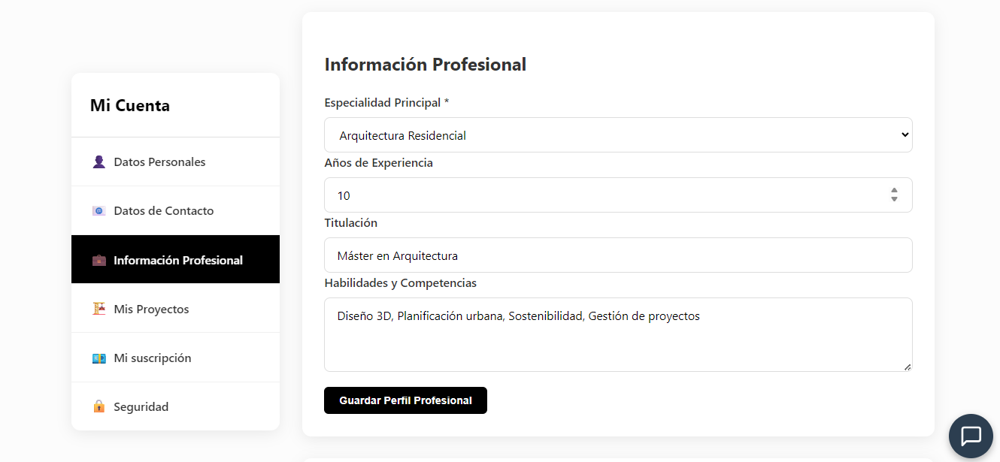 Mi Cuenta
Datos Personales
Datos de Contacto
Información Profesional
Mis Proyectos
Mi suscripción
Seguridad
Información Profesional
Especialidad Principal *
Arquitectura Residencial
Años de Experiencia
10
Titulación
Máster en Arquitectura
Habilidades y Competencias
Diseño 3D, Planificación urbana, Sostenibilidad, Gestión de proyectos
Guardar Perfil Profesional